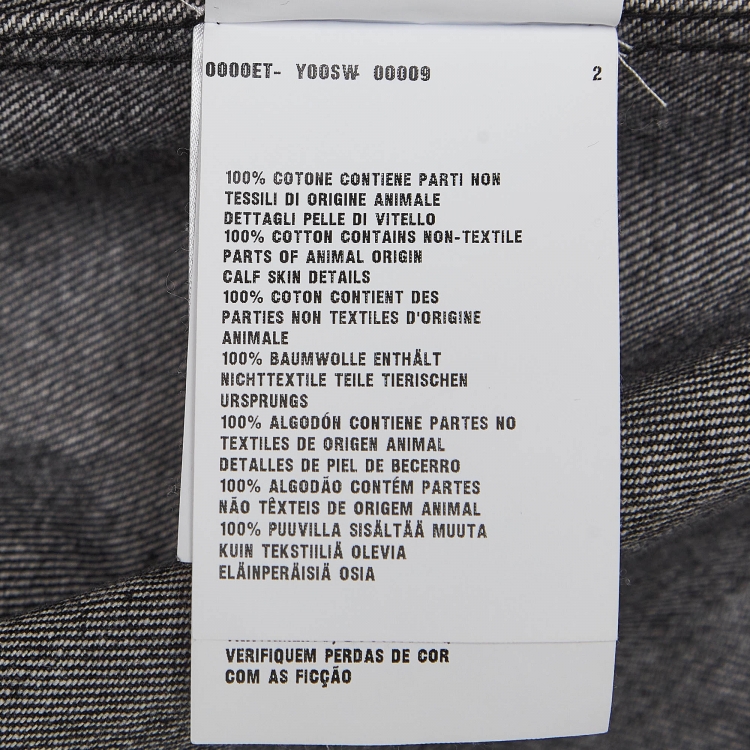 0000ET- Y00SW 00009 2
100% COTONE CONTIENE PARTI NON
TESSILI DI ORIGINE ANIMALE
DETTAGLI PELLE DI VITELLO
100% COTTON CONTAINS NON-TEXTILE
PARTS OF ANIMAL ORIGIN
CALF SKIN DETAILS
100% COTON CONTIENT DES
PARTIES NON TEXTILES D'ORIGINE
ANIMALE
100% BAUMWOLLE ENTHÄLT
NICHTTEXTILE TEILE TIERISCHEN
URSPRUNGS
100% ALGODÓN CONTIENE PARTES NO
TEXTILES DE ORIGEN ANIMAL
DETALLES DE PIEL DE BECERRO
100% ALGODÃO CONTÉM PARTES
NÃO TÊXTEIS DE ORIGEM ANIMAL
100% PUUVILLA SISÄLTÄÄ MUUTA
KUIN TEKSTIILIÄ OLEVIA
ELÄINPERÄISIÄ OSIA
VERIFIQUEM PERDAS DE COR
COM AS FICÇÃO